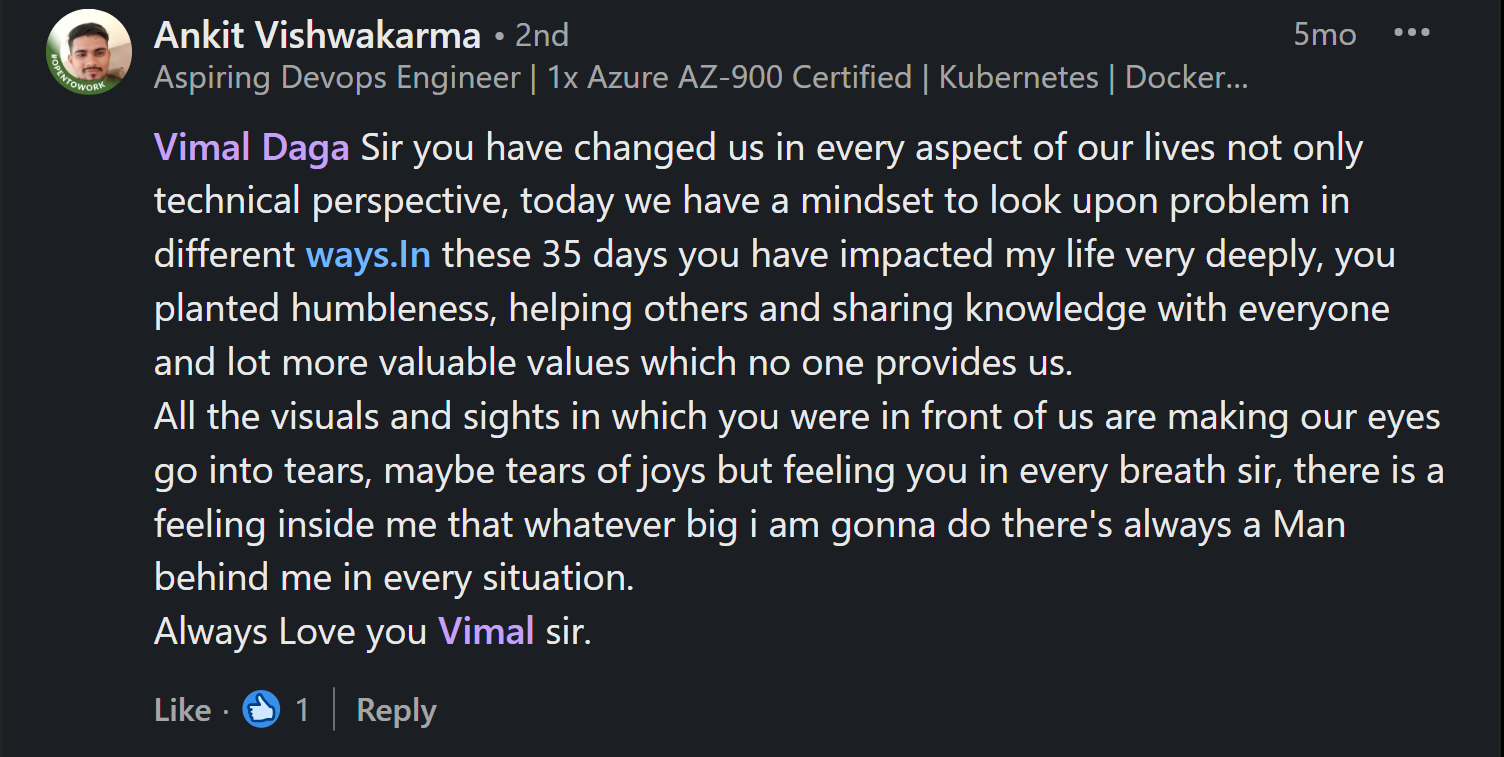 Ankit Vishwakarma • 2nd 5mo •••
Aspiring Devops Engineer | 1x Azure AZ-900 Certified | Kubernetes | Docker...
#OPENTOWORK
Vimal Daga Sir you have changed us in every aspect of our lives not only
technical perspective, today we have a mindset to look upon problem in
different ways.In these 35 days you have impacted my life very deeply, you
planted humbleness, helping others and sharing knowledge with everyone
and lot more valuable values which no one provides us.
All the visuals and sights in which you were in front of us are making our eyes
go into tears, maybe tears of joys but feeling you in every breath sir, there is a
feeling inside me that whatever big i am gonna do there's always a Man
behind me in every situation.
Always Love you Vimal sir.
Like · 1 | Reply